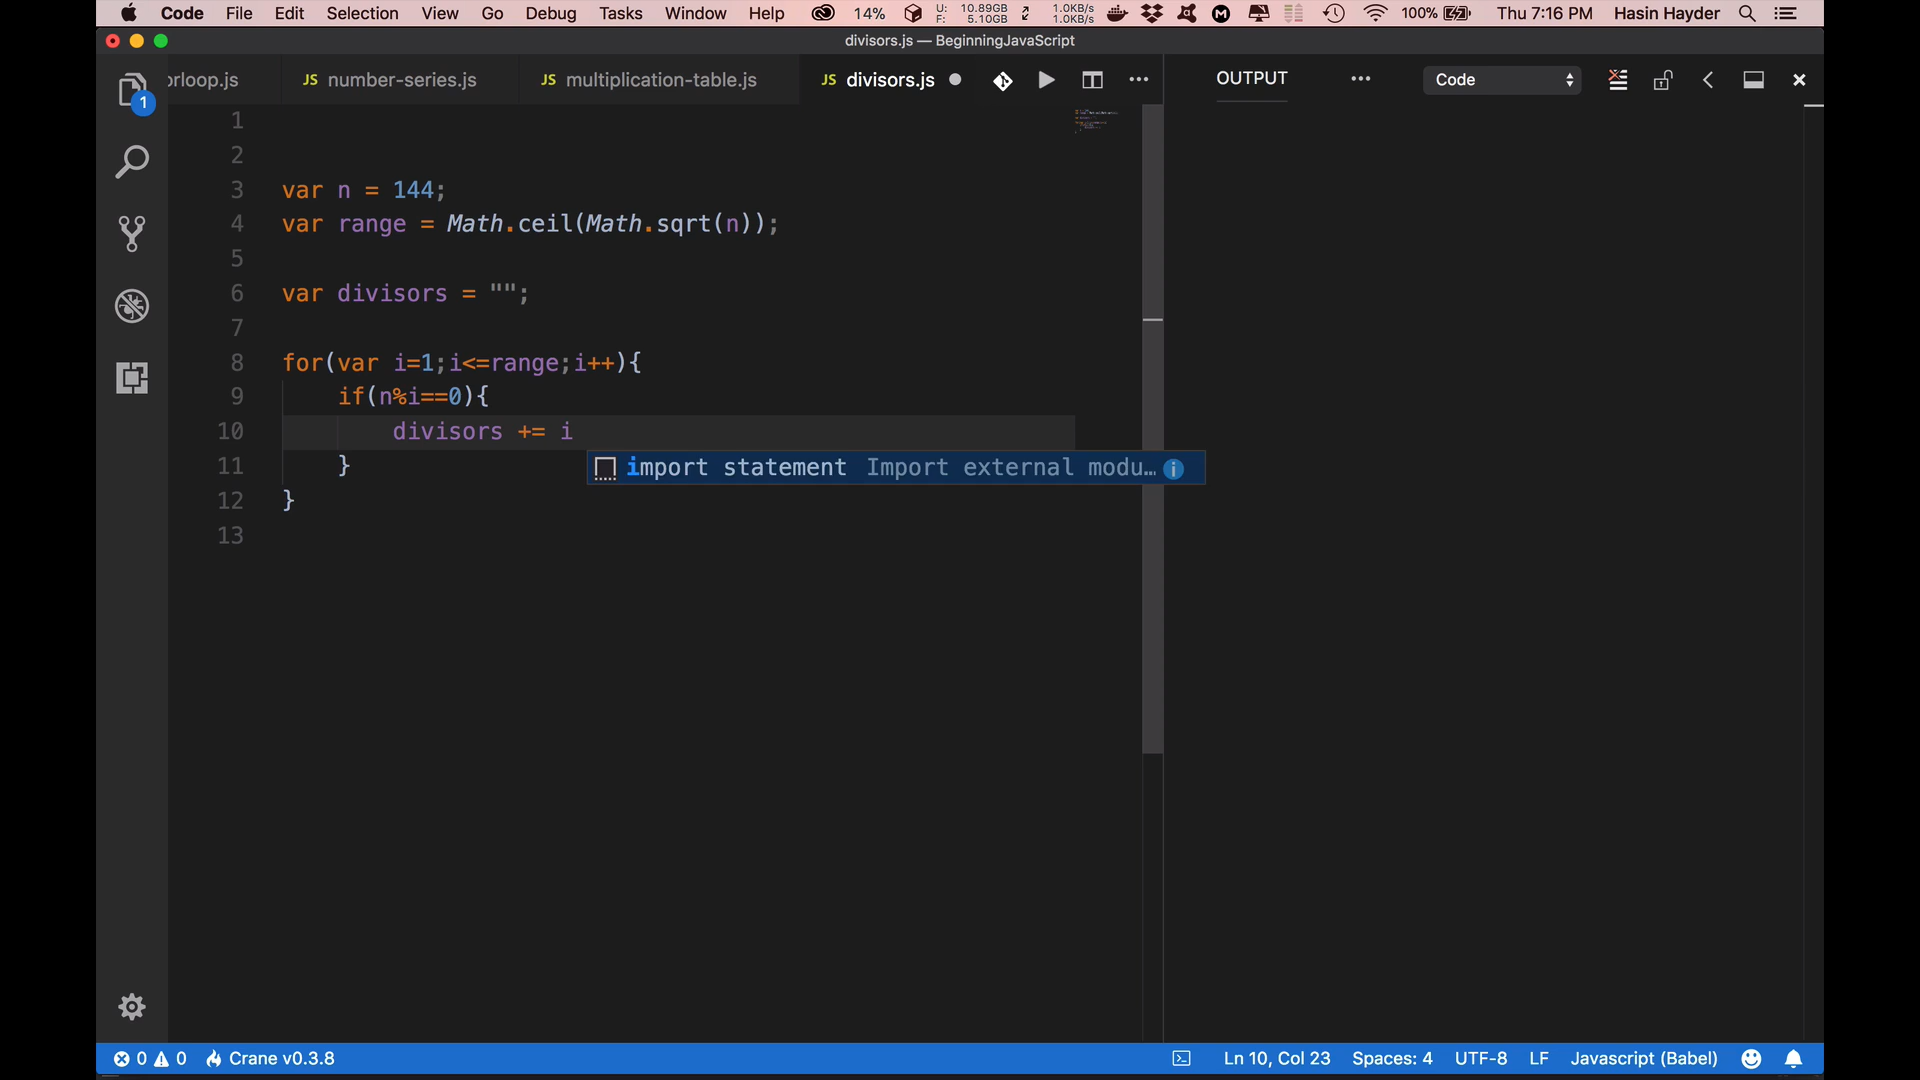 Code File Edit Selection View Go Debug Tasks Window Help 14% U: 10.89GB F: 5.10GB 1.0KB/s 1.0KB/s M 100% Thu 7:16 PM Hasin Hayder
divisors.js — BeginningJavaScript
1 orloop.js JS number-series.js JS multiplication-table.js JS divisors.js OUTPUT Code
1
2
3 var n = 144;
4 var range = Math.ceil(Math.sqrt(n));
5
6 var divisors = "";
7
8 for(var i=1;i<=range;i++){
9 if(n%i==0){
10 divisors += i
11 }
import statement Import external modu…
12 }
13
0 0 Crane v0.3.8 Ln 10, Col 23 Spaces: 4 UTF-8 LF Javascript (Babel)